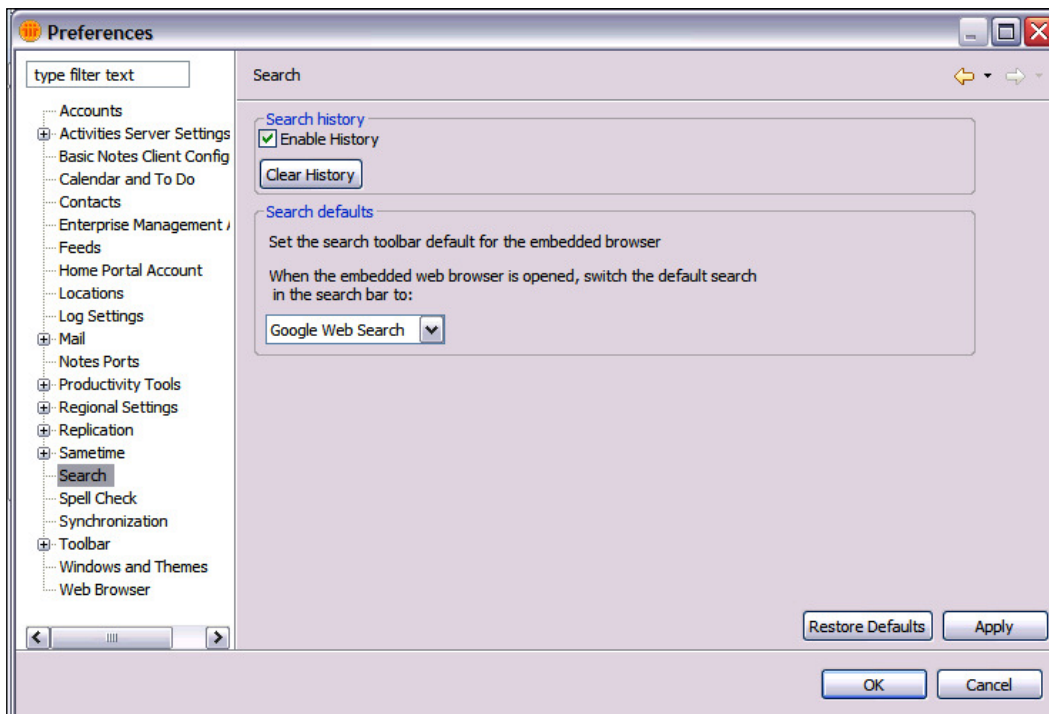 Preferences
type filter text
Accounts
Activities Server Settings
Basic Notes Client Config
Calendar and To Do
Contacts
Enterprise Management
Feeds
Home Portal Account
Locations
Log Settings
Mail
Notes Ports
Productivity Tools
Regional Settings
Replication
Sametime
Search
Spell Check
Synchronization
Toolbar
Windows and Themes
Web Browser
Search
Search history
Enable History
Clear History
Search defaults
Set the search toolbar default for the embedded browser
When the embedded web browser is opened, switch the default search
in the search bar to:
Google Web Search
Restore Defaults
Apply
OK
Cancel